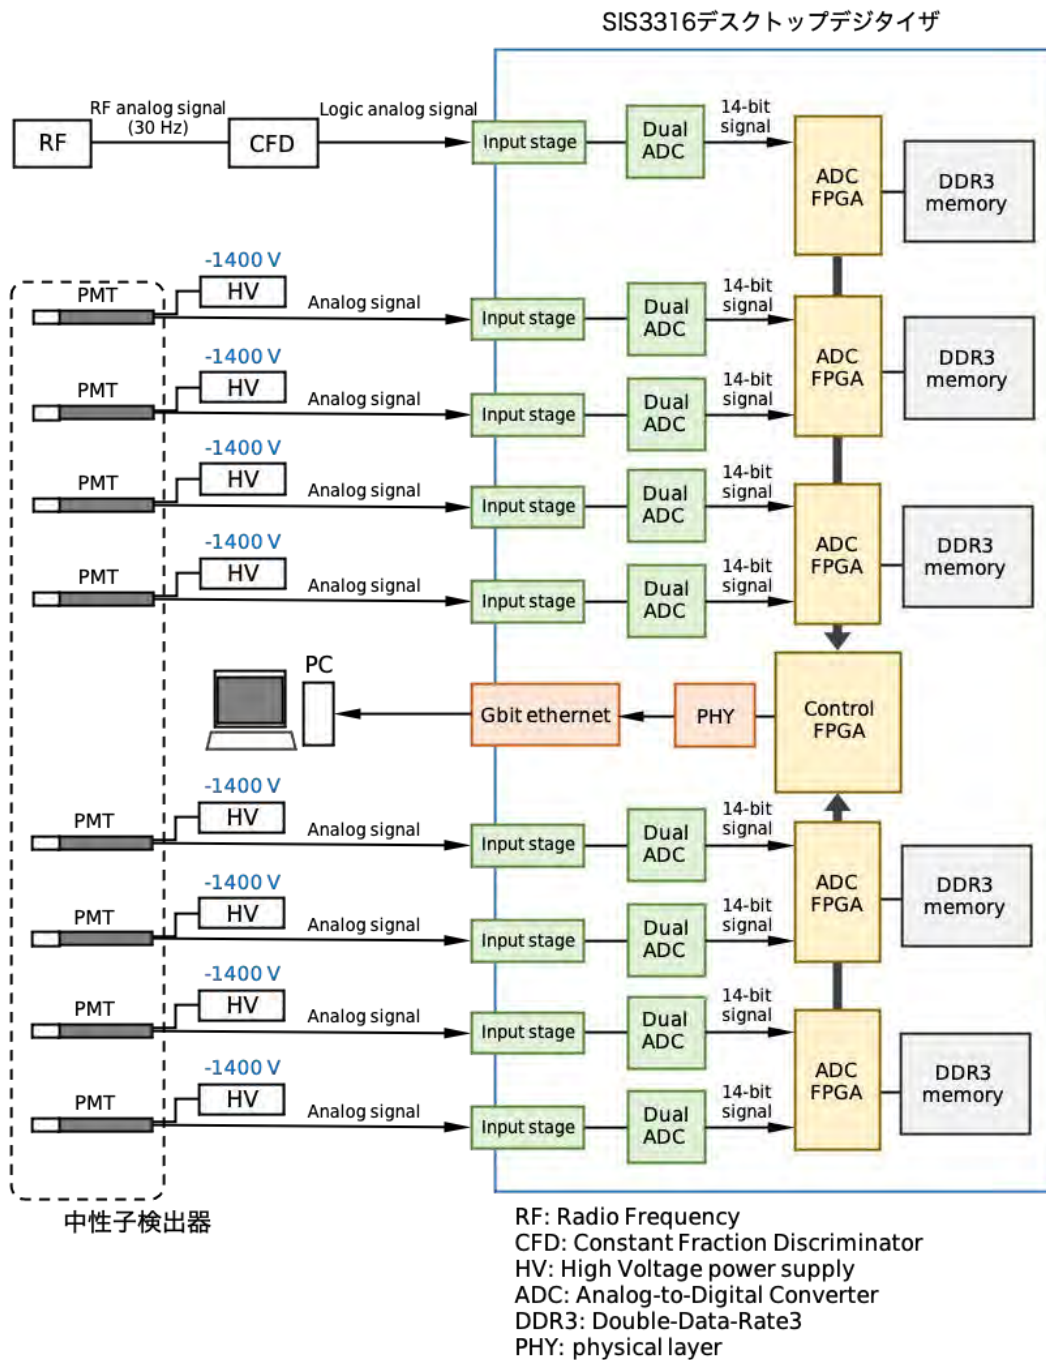 SIS3316デスクトップデジタイザ
RF analog signal
(30 Hz)
Logic analog signal
14-bit
signal
RF
CFD
Input stage
Dual
ADC
ADC
FPGA
DDR3
memory
-1400 V
HV
PMT
Analog signal
Input stage
Dual
ADC
14-bit
signal
ADC
FPGA
DDR3
memory
-1400 V
HV
PMT
Analog signal
Input stage
Dual
ADC
14-bit
signal
-1400 V
HV
PMT
Analog signal
Input stage
Dual
ADC
14-bit
signal
ADC
FPGA
DDR3
memory
-1400 V
HV
PMT
Analog signal
Input stage
Dual
ADC
14-bit
signal
PC
Gbit ethernet
PHY
Control
FPGA
-1400 V
HV
PMT
Analog signal
Input stage
Dual
ADC
14-bit
signal
ADC
FPGA
DDR3
memory
-1400 V
HV
PMT
Analog signal
Input stage
Dual
ADC
14-bit
signal
-1400 V
HV
PMT
Analog signal
Input stage
Dual
ADC
14-bit
signal
ADC
FPGA
DDR3
memory
-1400 V
HV
PMT
Analog signal
Input stage
Dual
ADC
14-bit
signal
中性子検出器
RF: Radio Frequency
CFD: Constant Fraction Discriminator
HV: High Voltage power supply
ADC: Analog-to-Digital Converter
DDR3: Double-Data-Rate3
PHY: physical layer